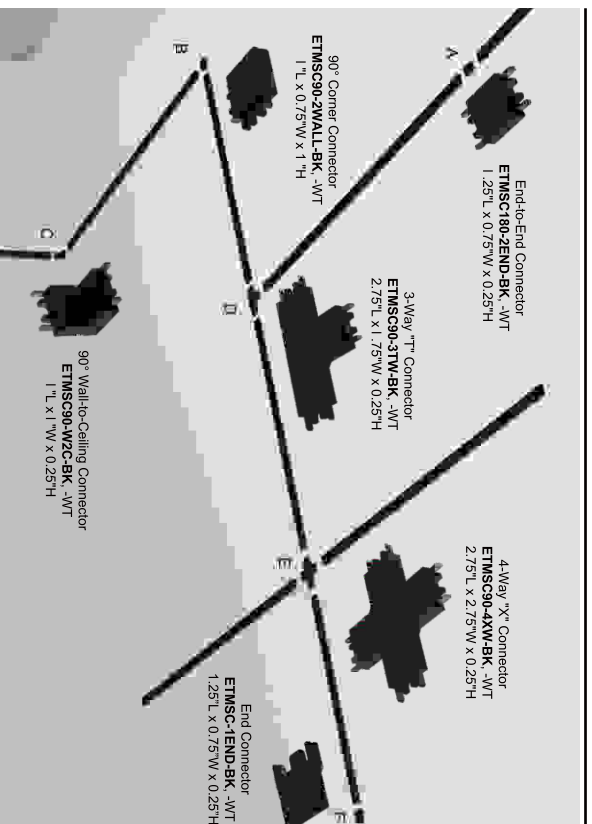 A
End-to-End Connector
ETMSC180-2END-BK, -WT
1.25"L x 0.75"W x 0.25"H
B
90° Corner Connector
ETMSC90-2WALL-BK, -WT
1"L x 0.75"W x 1"H
C
90° Wall-to-Ceiling Connector
ETMSC90-W2C-BK, -WT
1"L x 1"W x 0.25"H
D
3-Way "T" Connector
ETMSC90-3TW-BK, -WT
2.75"L x 1.75"W x 0.25"H
E
4-Way "X" Connector
ETMSC90-4XW-BK, -WT
2.75"L x 2.75"W x 0.25"H
F
End Connector
ETMSC-1END-BK, -WT
1.25"L x 0.75"W x 0.25"H